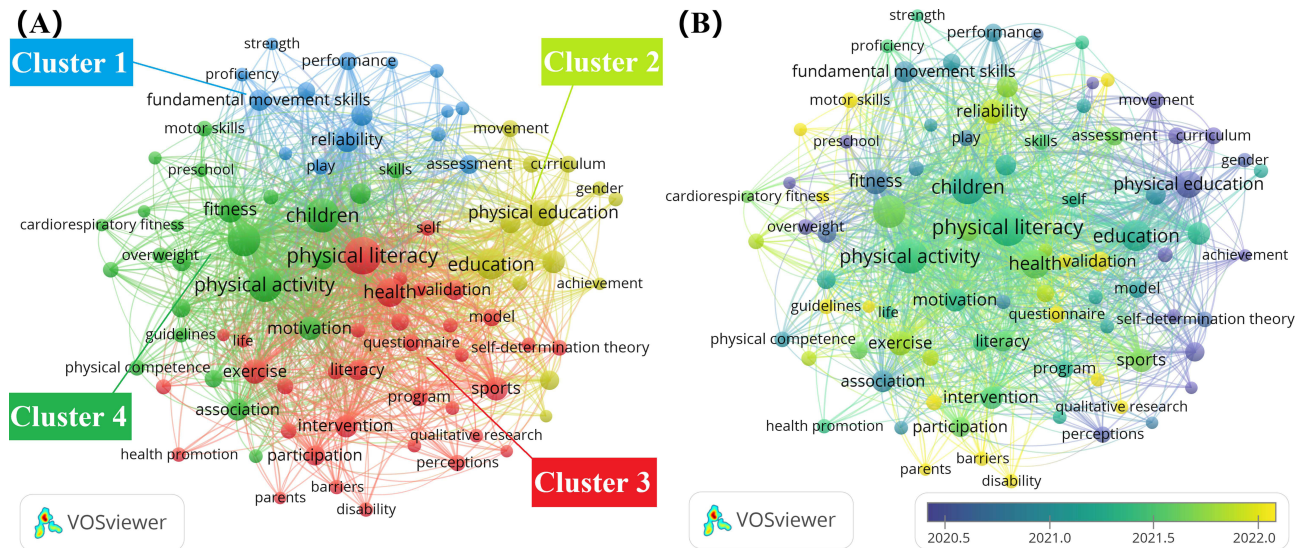 (A)
strength
Cluster 1
performance
proficiency
Cluster 2
fundamental movement skills
motor skills
reliability
movement
preschool
play
skills
assessment
curriculum
gender
cardiorespiratory fitness
fitness
children
physical education
self
overweight
physical literacy
education
achievement
physical activity
health
validation
guidelines
motivation
model
life
questionnaire
self-determination theory
physical competence
exercise
literacy
sports
Cluster 4
association
program
intervention
qualitative research
health promotion
participation
perceptions
Cluster 3
parents
barriers
disability
VOSviewer
(B)
strength
proficiency
performance
fundamental movement skills
motor skills
reliability
movement
preschool
play
skills
assessment
curriculum
gender
cardiorespiratory fitness
fitness
children
physical education
self
overweight
physical literacy
education
achievement
physical activity
health
validation
guidelines
motivation
model
life
questionnaire
self-determination theory
physical competence
exercise
literacy
sports
association
program
intervention
qualitative research
health promotion
participation
perceptions
parents
barriers
disability
VOSviewer
2020.5 2021.0 2021.5 2022.0